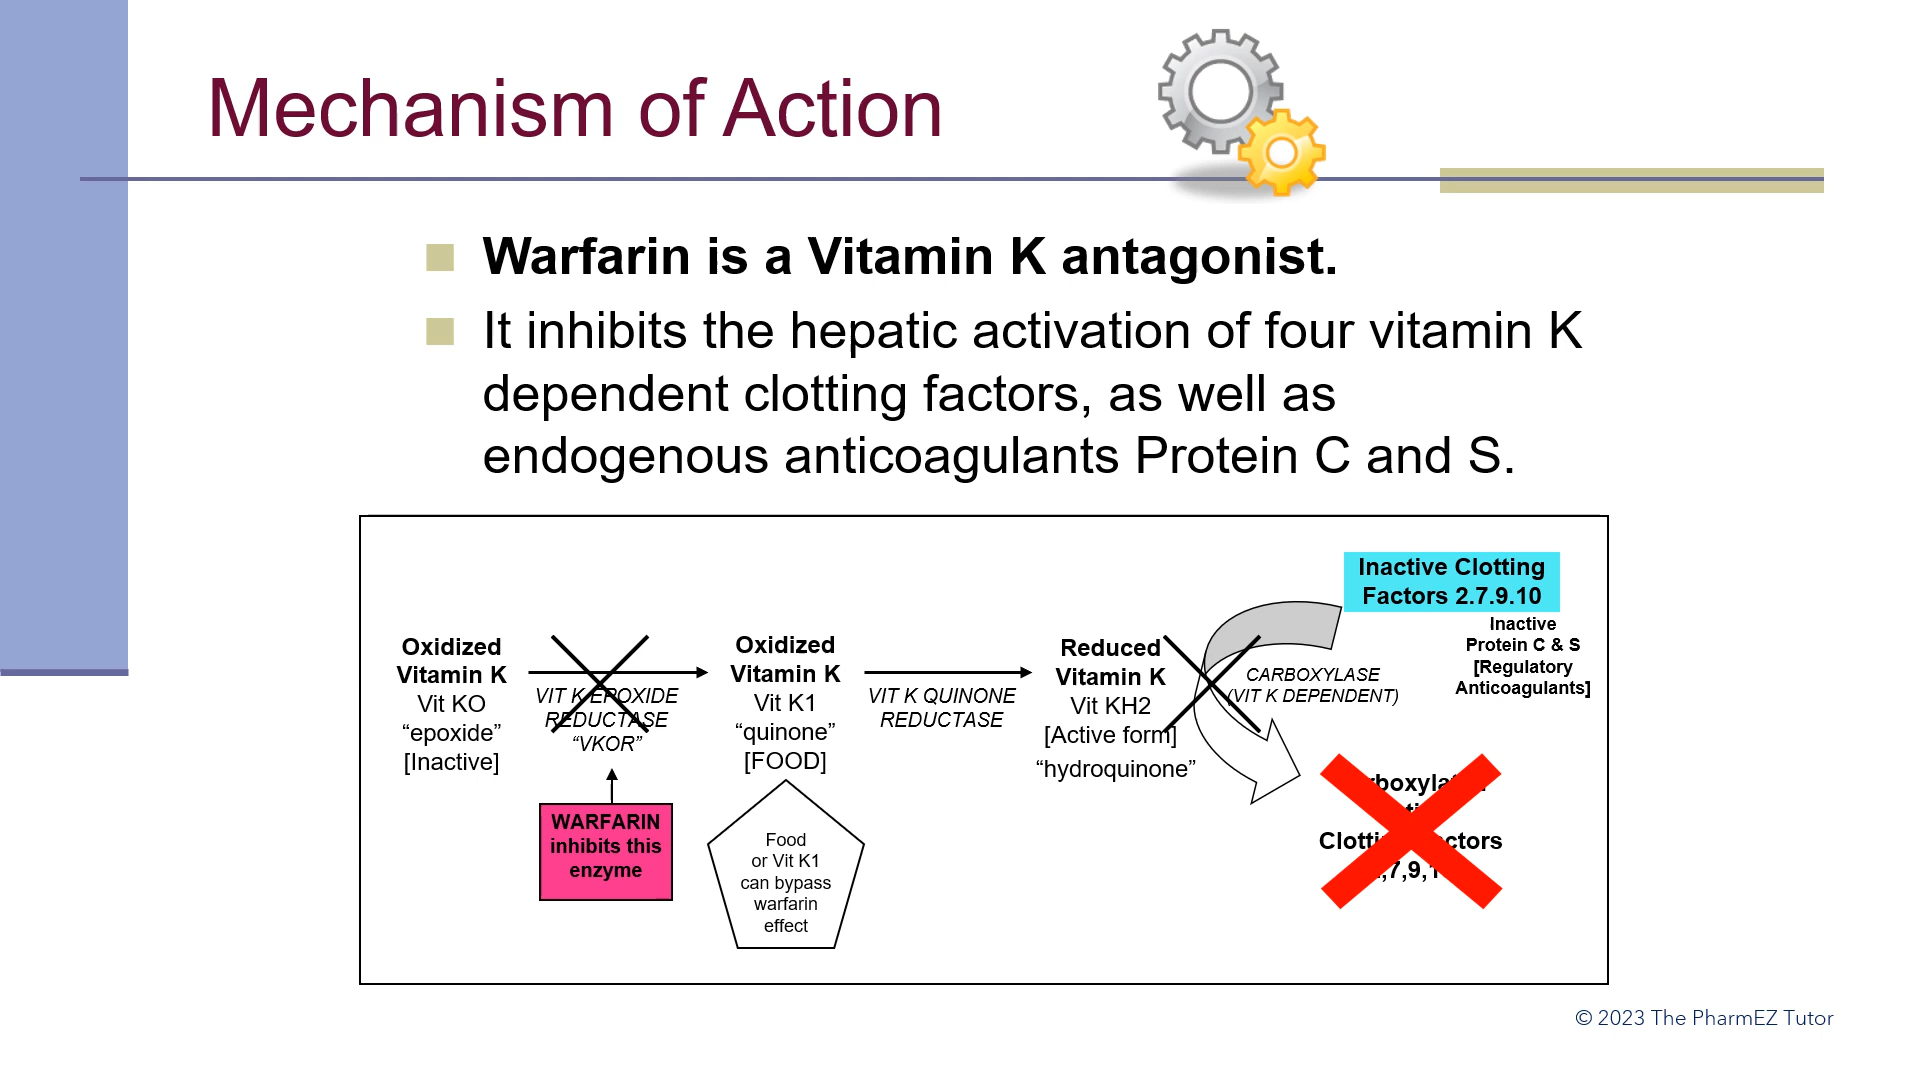 Mechanism of Action
Warfarin is a Vitamin K antagonist.
It inhibits the hepatic activation of four vitamin K
dependent clotting factors, as well as
endogenous anticoagulants Protein C and S.
Inactive Clotting
Factors 2.7.9.10
Inactive
Protein C & S
[Regulatory
Anticoagulants]
Oxidized
Vitamin K
Vit KO
“epoxide”
[Inactive]
VIT K EPOXIDE
REDUCTASE
“VKOR”
WARFARIN
inhibits this
enzyme
Oxidized
Vitamin K
Vit K1
“quinone”
[FOOD]
Food
or Vit K1
can bypass
warfarin
effect
VIT K QUINONE
REDUCTASE
Reduced
Vitamin K
Vit KH2
[Active form]
“hydroquinone”
CARBOXYLASE
(VIT K DEPENDENT)
© 2023 The PharmEZ Tutor